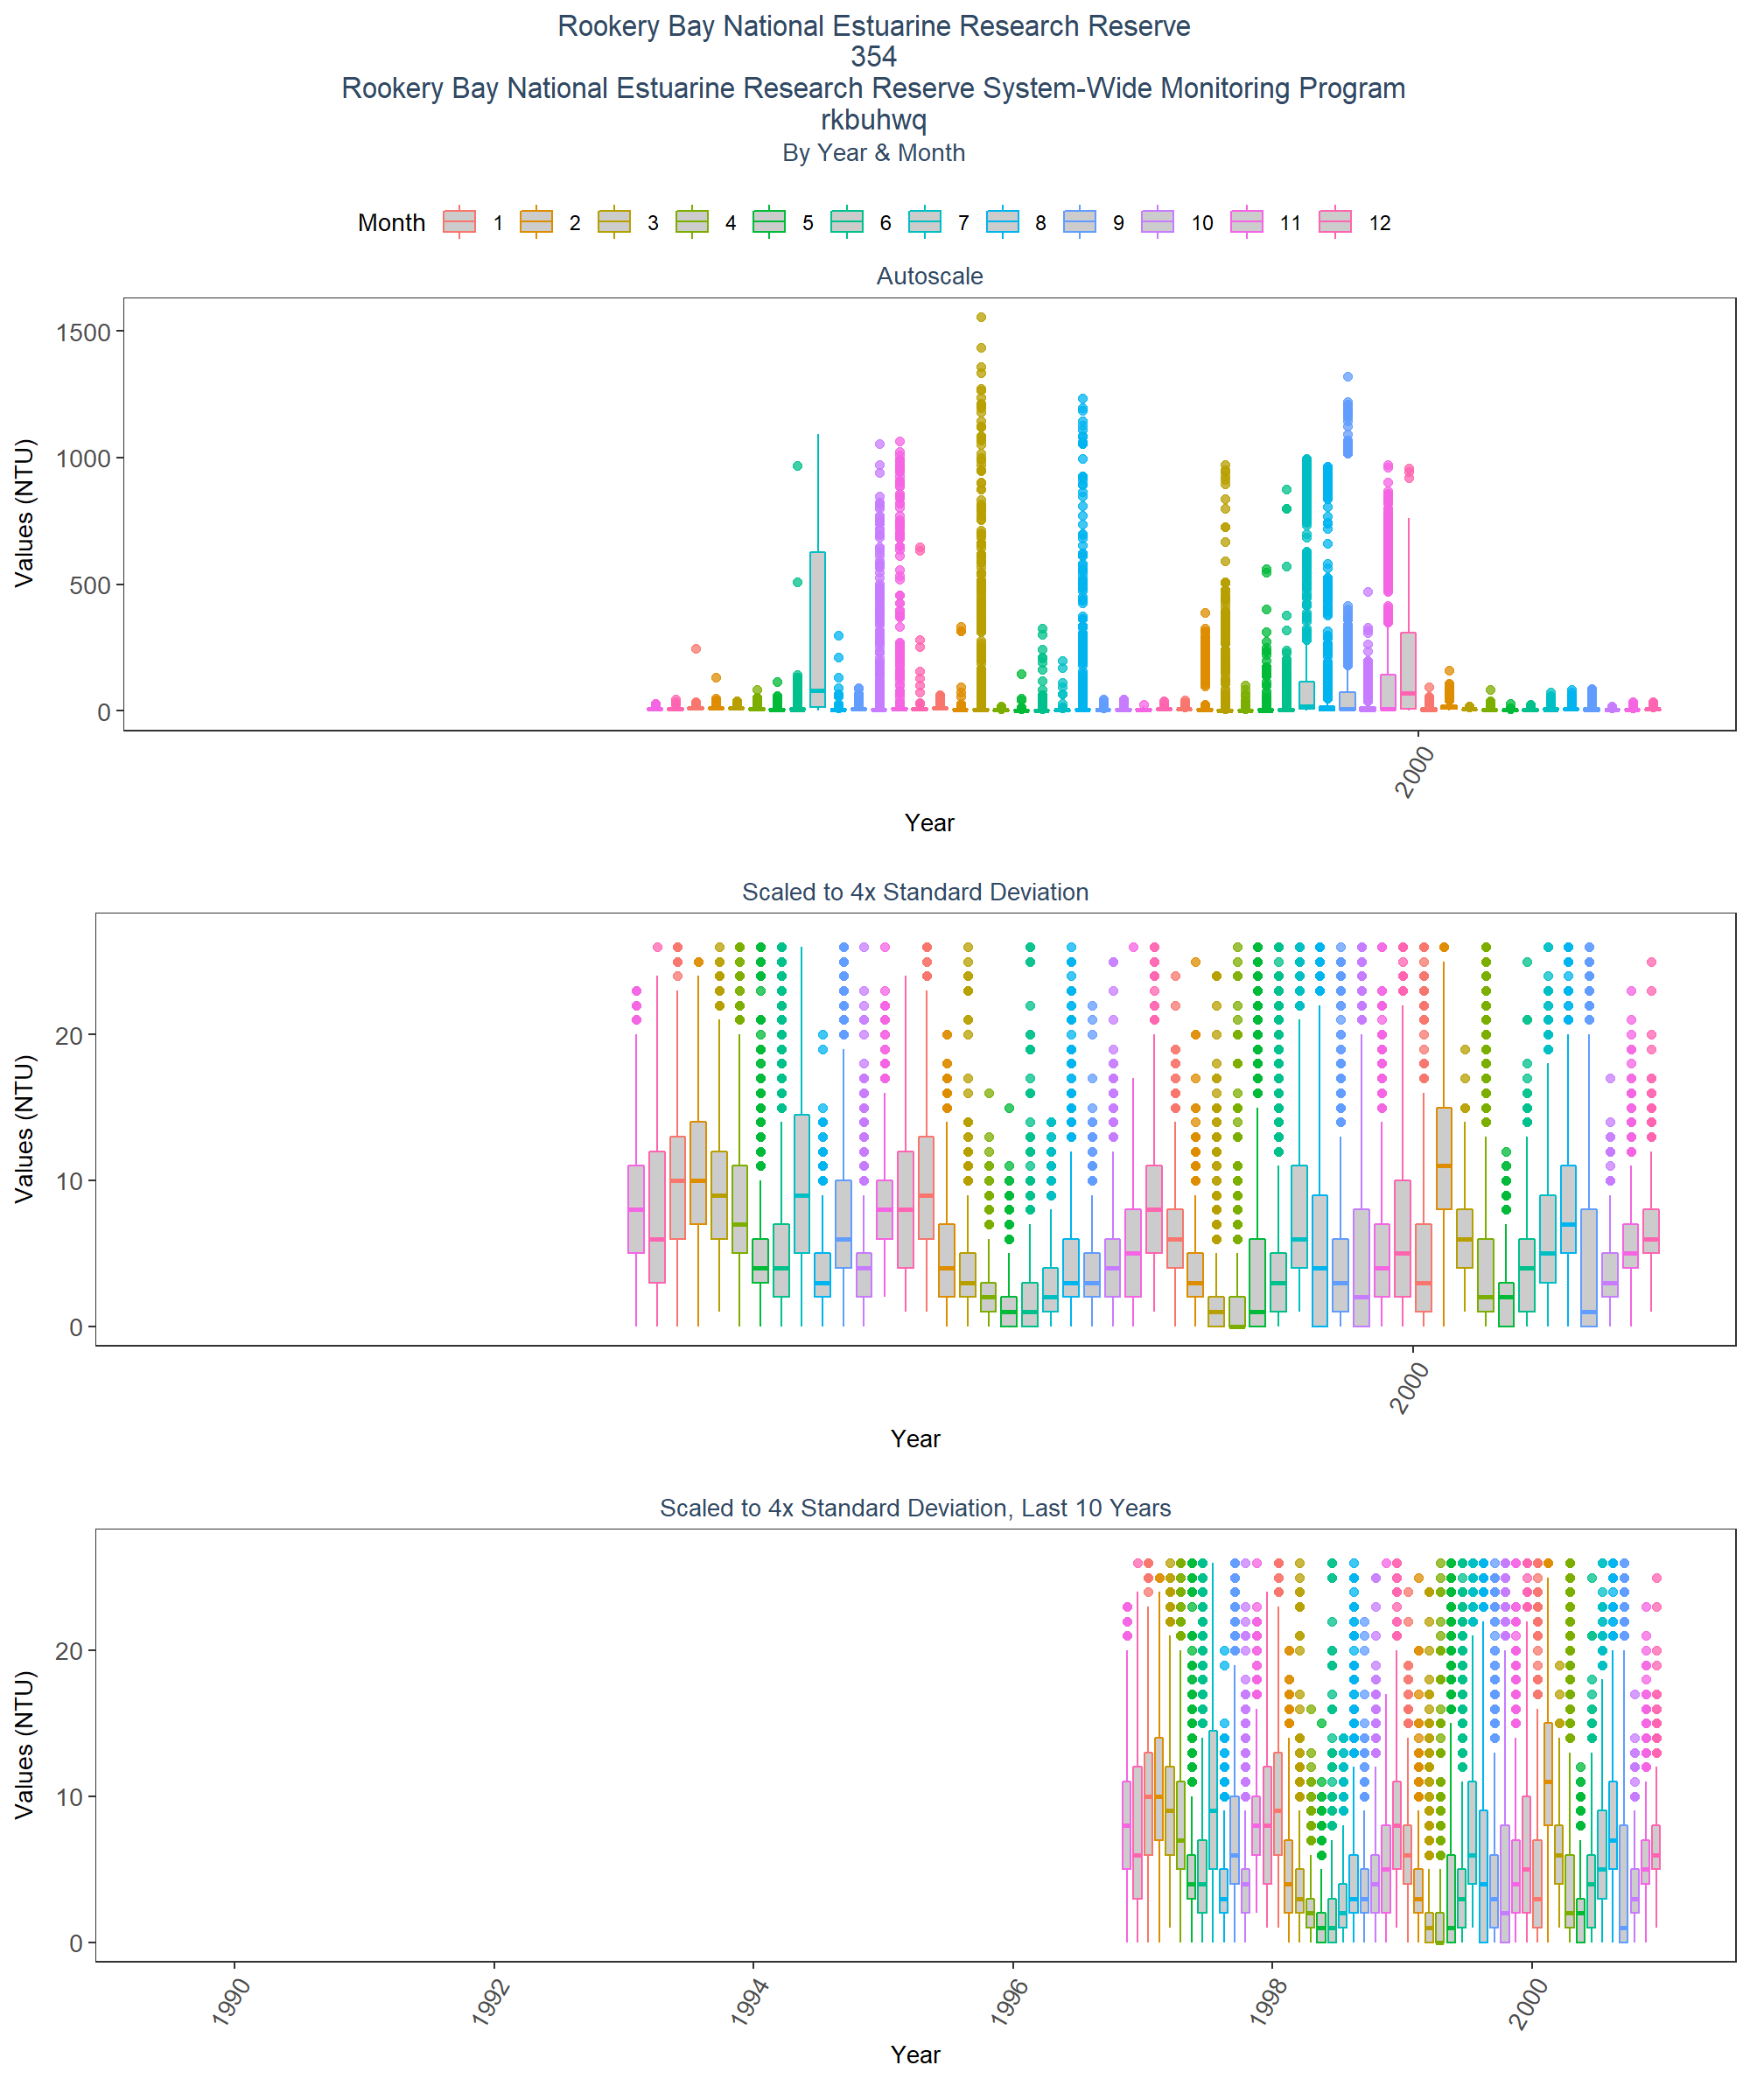 Rookery Bay National Estuarine Research Reserve
354
Rookery Bay National Estuarine Research Reserve System-Wide Monitoring Program
rkbuhwq
By Year & Month
Month 1 2 3 4 5 6 7 8 9 10 11 12
Autoscale
Values (NTU)
1500
1000
500
0
2000
Year
Scaled to 4x Standard Deviation
Values (NTU)
20
10
0
2000
Year
Scaled to 4x Standard Deviation, Last 10 Years
Values (NTU)
20
10
0
1990 1992 1994 1996 1998 2000
Year